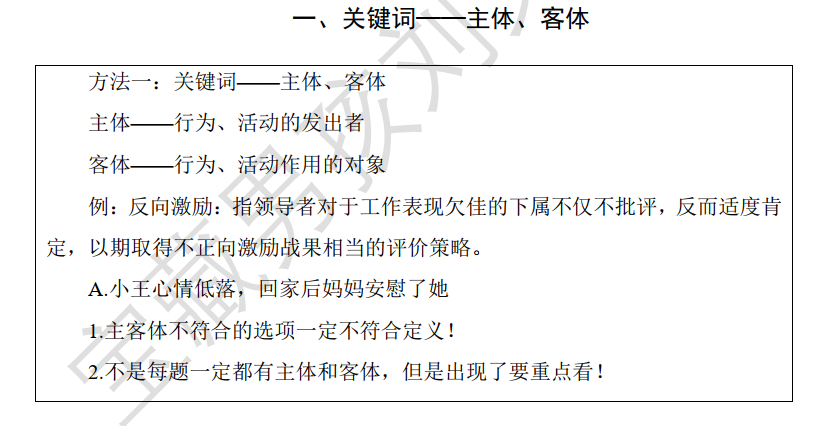 一、关键词——主体、客体
方法一：关键词——主体、客体
主体——行为、活动的发出者
客体——行为、活动作用的对象
例：反向激励：指领导者对于工作表现欠佳的下属不仅不批评，反而适度肯
定，以期取得不正向激励战果相当的评价策略。
A.小王心情低落，回家后妈妈安慰了她
1.主客体不符合的选项一定不符合定义！
2.不是每题一定都有主体和客体，但是出现了要重点看！
宝藏男孩刘